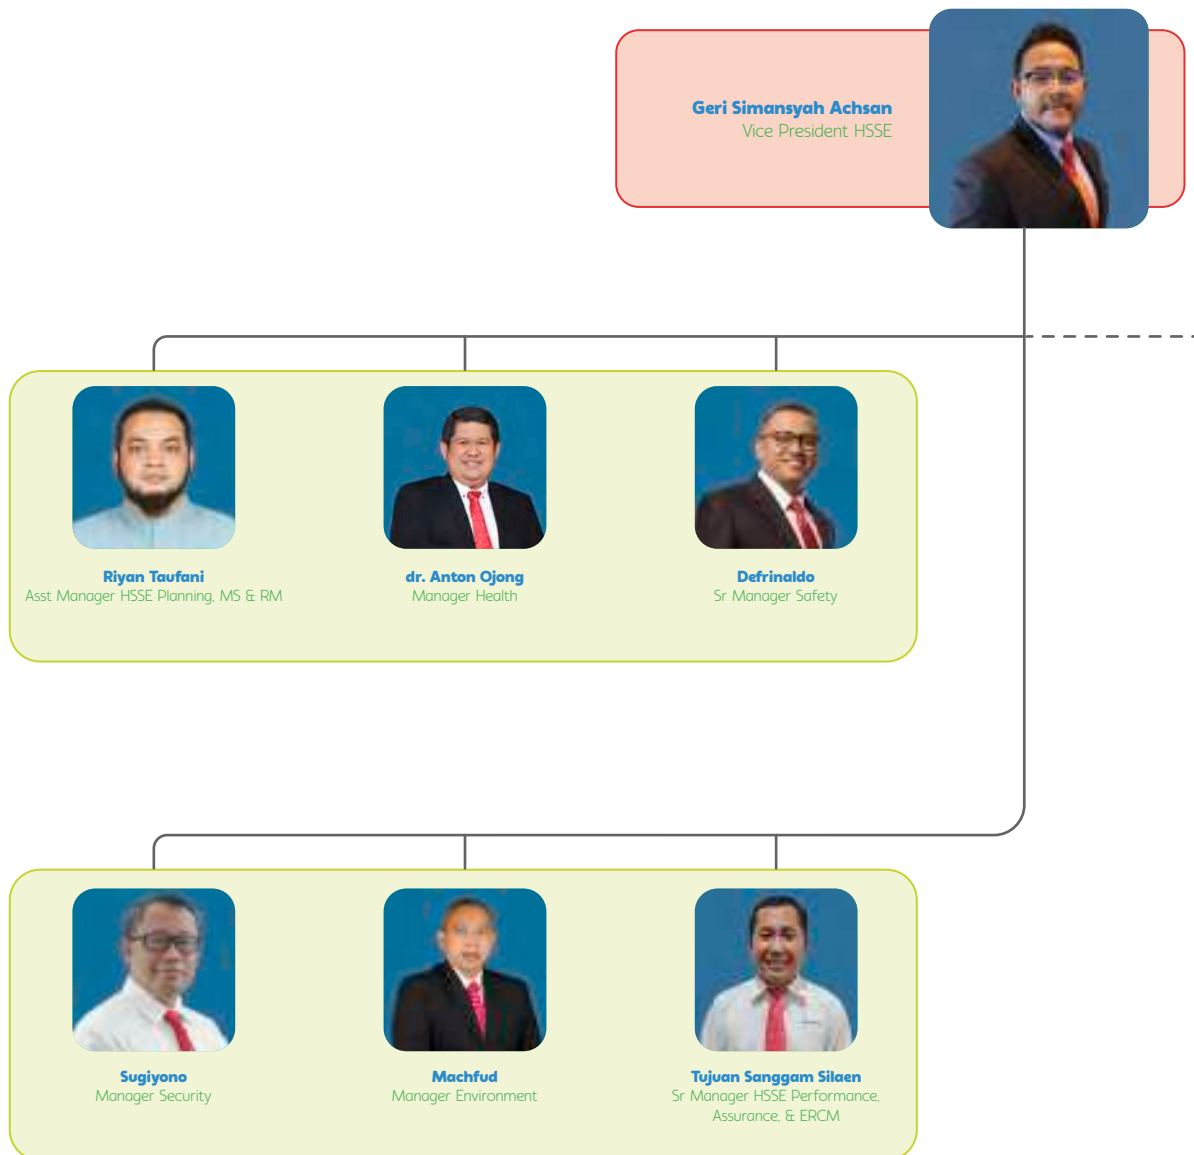 Geri Simansyah Achsan
Vice President HSSE
Riyan Taufani
Asst Manager HSSE Planning, MS & RM
dr. Anton Ojong
Manager Health
Defrinaldo
Sr Manager Safety
Sugiyono
Manager Security
Machfud
Manager Environment
Tujuan Sanggam Silaen
Sr Manager HSSE Performance,
Assurance, & ERCM